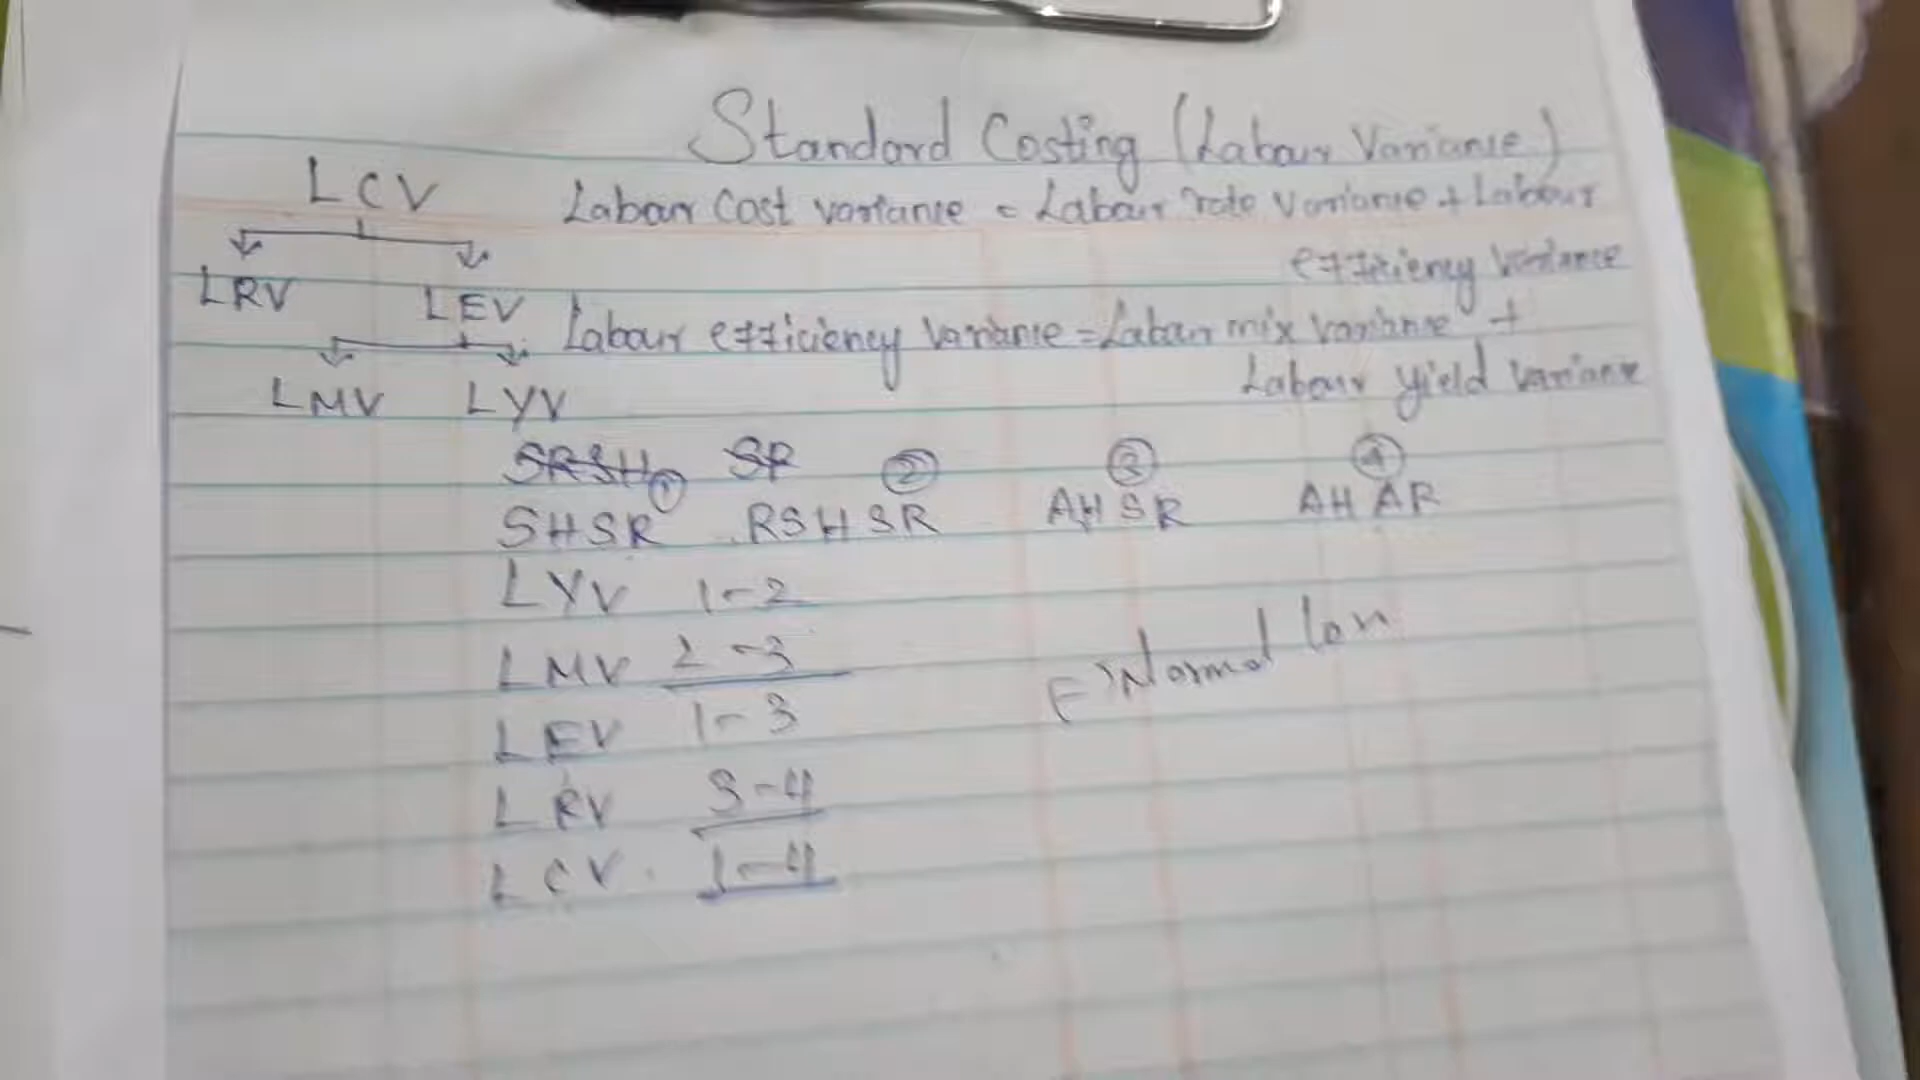 Standard Costing (Labour Variance)
LCV
Labour Cost variance = Labour rate variance + Labour
efficiency variance
LRV LEV
Labour efficiency variance = Labour mix variance +
Labour yield variance
LMV LYV
SRSH SR
① ② ③ ④
SHSR RSHSR AHSR AHAR
LYV 1-2
LMV 2-3
Normal
LEV 1-3
LRV 3-4
LCV 1-4